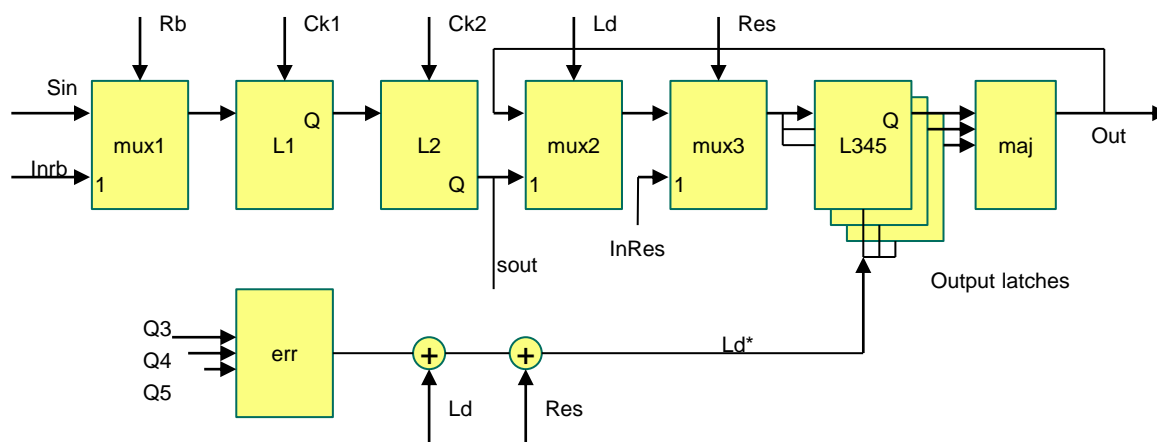 Rb
Ck1
Ck2
Ld
Res
Sin
Inrb
1
mux1
Q
L1
L2
Q
mux2
1
mux3
1
Q
L345
maj
Out
InRes
sout
Output latches
Q3
Q4
Q5
err
+
+
Ld*
Ld
Res